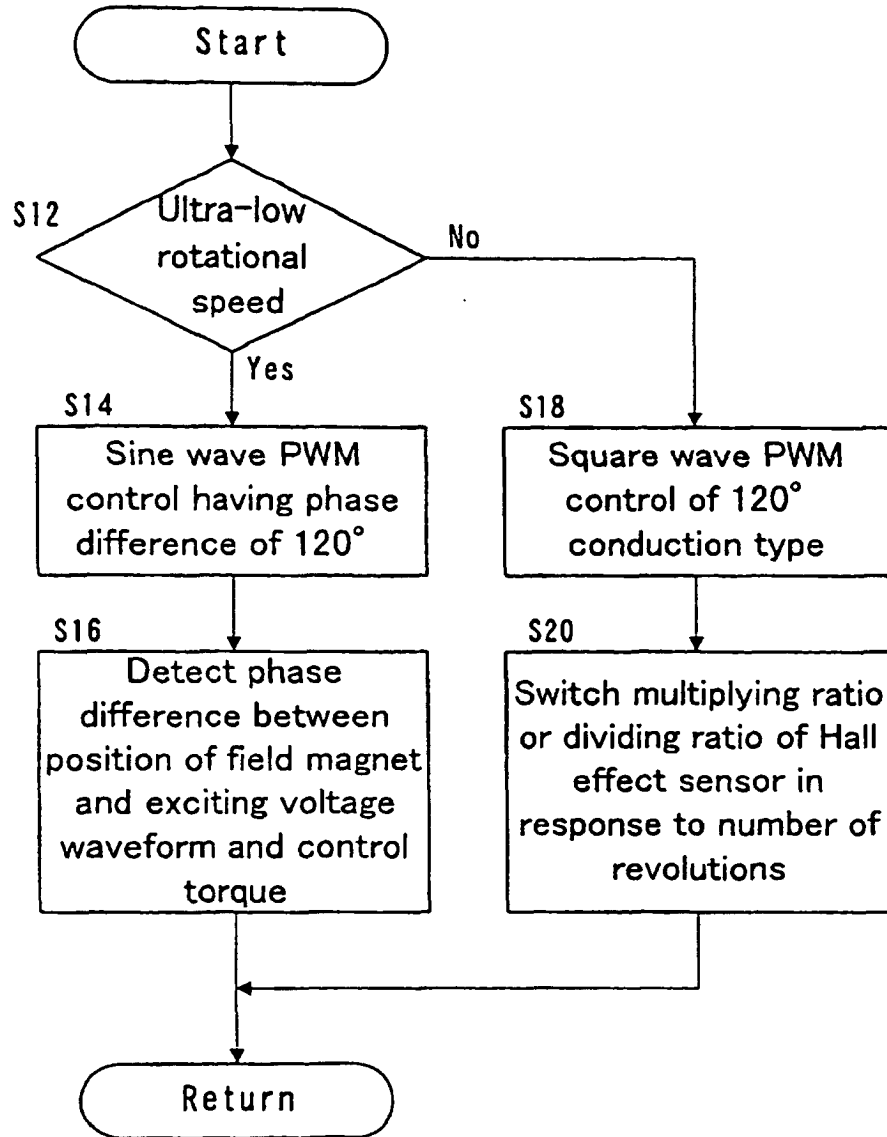 Start
S12
Ultra-low
rotational
speed
No
Yes
S14
Sine wave PWM
control having phase
difference of 120°
S18
Square wave PWM
control of 120°
conduction type
S16
Detect phase
difference between
position of field magnet
and exciting voltage
waveform and control
torque
S20
Switch multiplying ratio
or dividing ratio of Hall
effect sensor in
response to number of
revolutions
Return